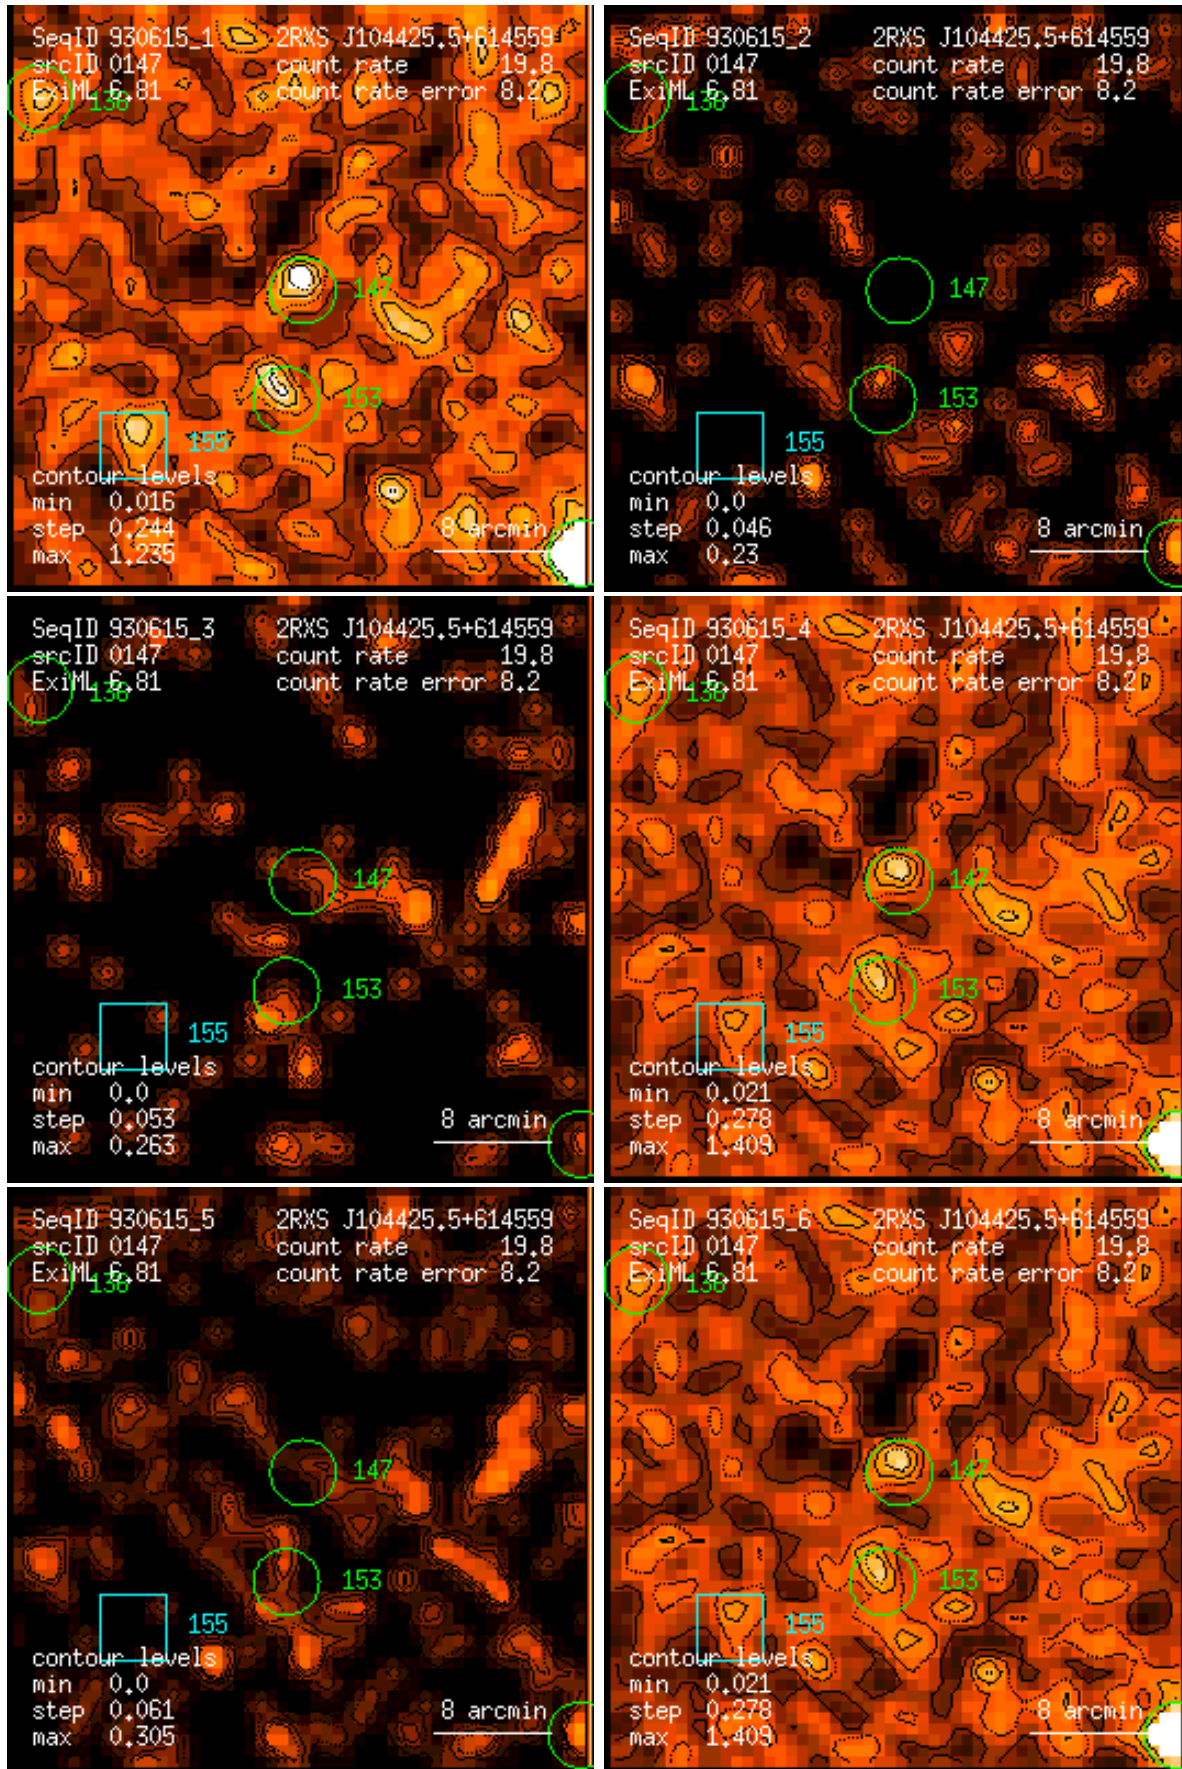 SeqID 930615_1 2RXS J104425.5+614559
srcID 0147 count rate 19.8
ExiML 6.81 count rate error 8.2
136
147
153
155
contour levels
min 0.016
step 0.244
max 1.235
8 arcmin
SeqID 930615_2 2RXS J104425.5+614559
srcID 0147 count rate 19.8
ExiML 6.81 count rate error 8.2
136
147
153
155
contour levels
min 0.0
step 0.046
max 0.23
8 arcmin
SeqID 930615_3 2RXS J104425.5+614559
srcID 0147 count rate 19.8
ExiML 6.81 count rate error 8.2
136
147
153
155
contour levels
min 0.0
step 0.053
max 0.263
8 arcmin
SeqID 930615_4 2RXS J104425.5+614559
srcID 0147 count rate 19.8
ExiML 6.81 count rate error 8.2
136
147
153
155
contour levels
min 0.021
step 0.278
max 1.409
8 arcmin
SeqID 930615_5 2RXS J104425.5+614559
srcID 0147 count rate 19.8
ExiML 6.81 count rate error 8.2
136
147
153
155
contour levels
min 0.0
step 0.061
max 0.305
8 arcmin
SeqID 930615_6 2RXS J104425.5+614559
srcID 0147 count rate 19.8
ExiML 6.81 count rate error 8.2
136
147
153
155
contour levels
min 0.021
step 0.278
max 1.409
8 arcmin